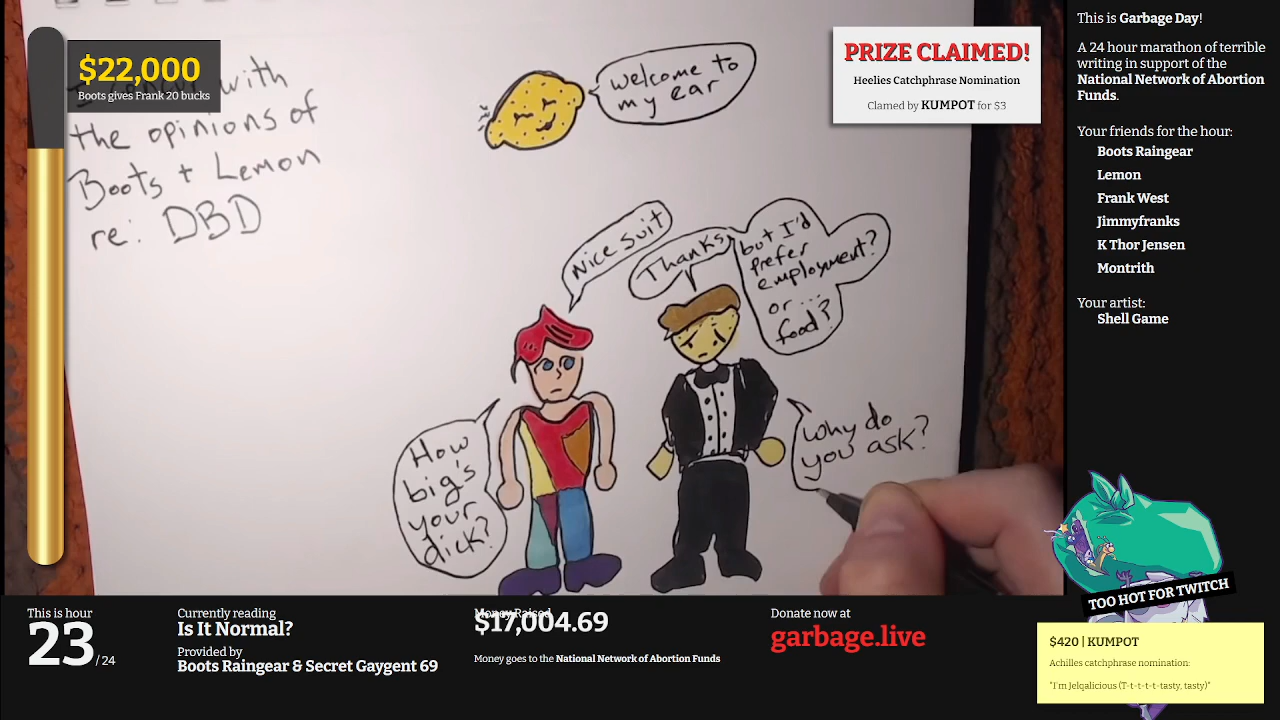 $22,000
Boots gives Frank 20 bucks
with
the opinions of
Boots + Lemon
re: DBD
Welcome to
my ear
PRIZE CLAIMED!
Heelies Catchphrase Nomination
Clamed by KUMPOT for $3
Nice suit
Thanks,
but I'd
prefer
employment?
or ...
food?
How
big's
your
dick?
Why do
you ask?
This is Garbage Day!
A 24 hour marathon of terrible
writing in support of the
National Network of Abortion
Funds.
Your friends for the hour:
Boots Raingear
Lemon
Frank West
Jimmyfranks
K Thor Jensen
Montrith
Your artist:
Shell Game
TOO HOT FOR TWITCH
This is hour
23 / 24
Currently reading
Is It Normal?
Provided by
Boots Raingear & Secret Gaygent 69
Money Raised
$17,004.69
Money goes to the National Network of Abortion Funds
Donate now at
garbage.live
$420 | KUMPOT
Achilles catchphrase nomination:
"I'm Jelqalicious (T-t-t-t-t-tasty, tasty)"